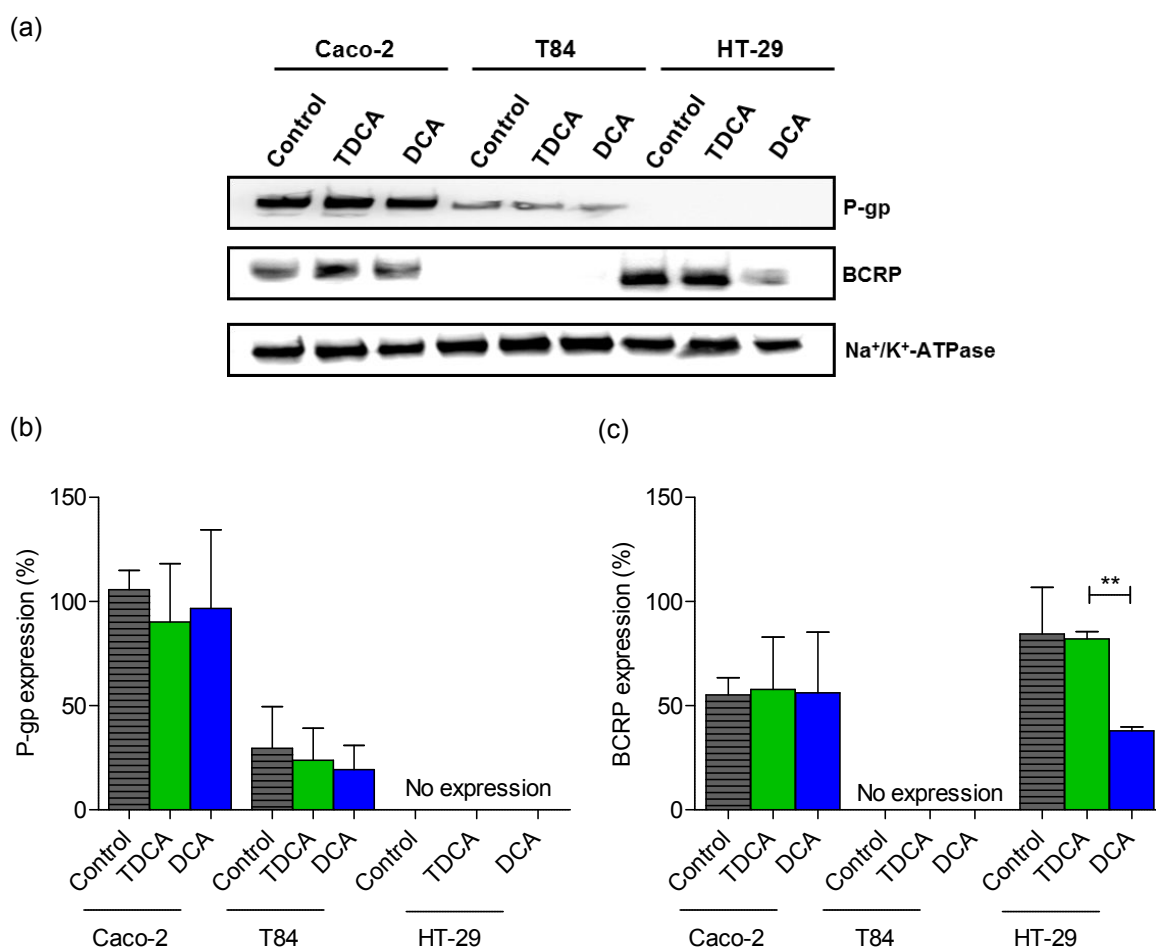 (a)
Caco-2 T84 HT-29
Control TDCA DCA Control TDCA DCA Control TDCA DCA
P-gp
BCRP
Na⁺/K⁺-ATPase
(b)
P-gp expression (%)
150
100
50
0
No expression
Control TDCA DCA Control TDCA DCA Control TDCA DCA
Caco-2 T84 HT-29
(c)
BCRP expression (%)
150
100
50
0
**
No expression
Control TDCA DCA Control TDCA DCA Control TDCA DCA
Caco-2 T84 HT-29